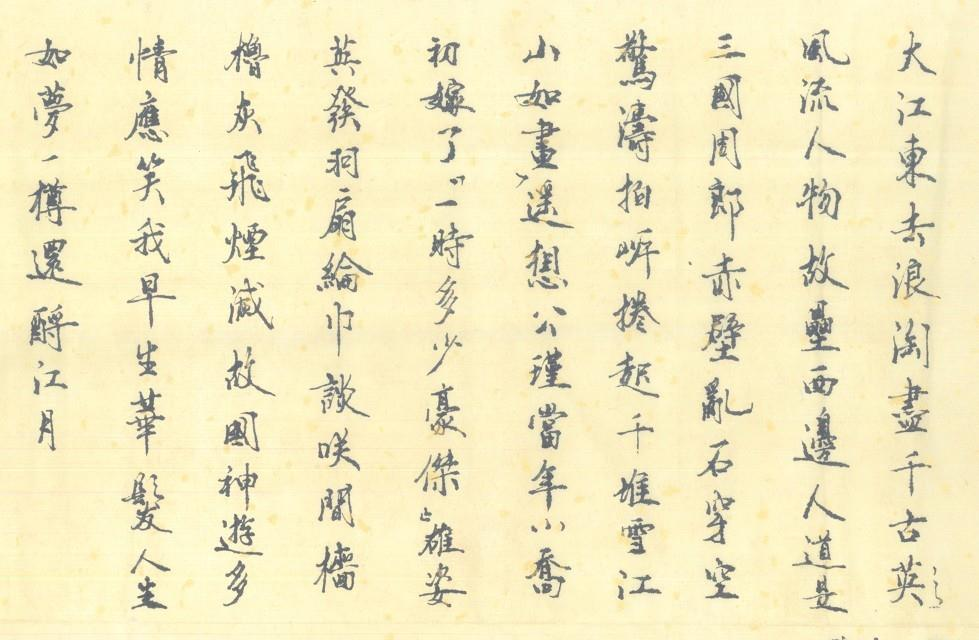 大江東去浪淘盡千古英
風流人物故壘西邊人道是
三國周郎赤壁亂石穿空
驚濤拍岸捲起千堆雪江
山如畫遥想公瑾當年小喬
初嫁了一時多少豪傑雄姿
英發羽扇綸巾談咲間檣
櫓灰飛煙滅故國神遊多
情應笑我早生華髮人生
如夢一樽還酹江月